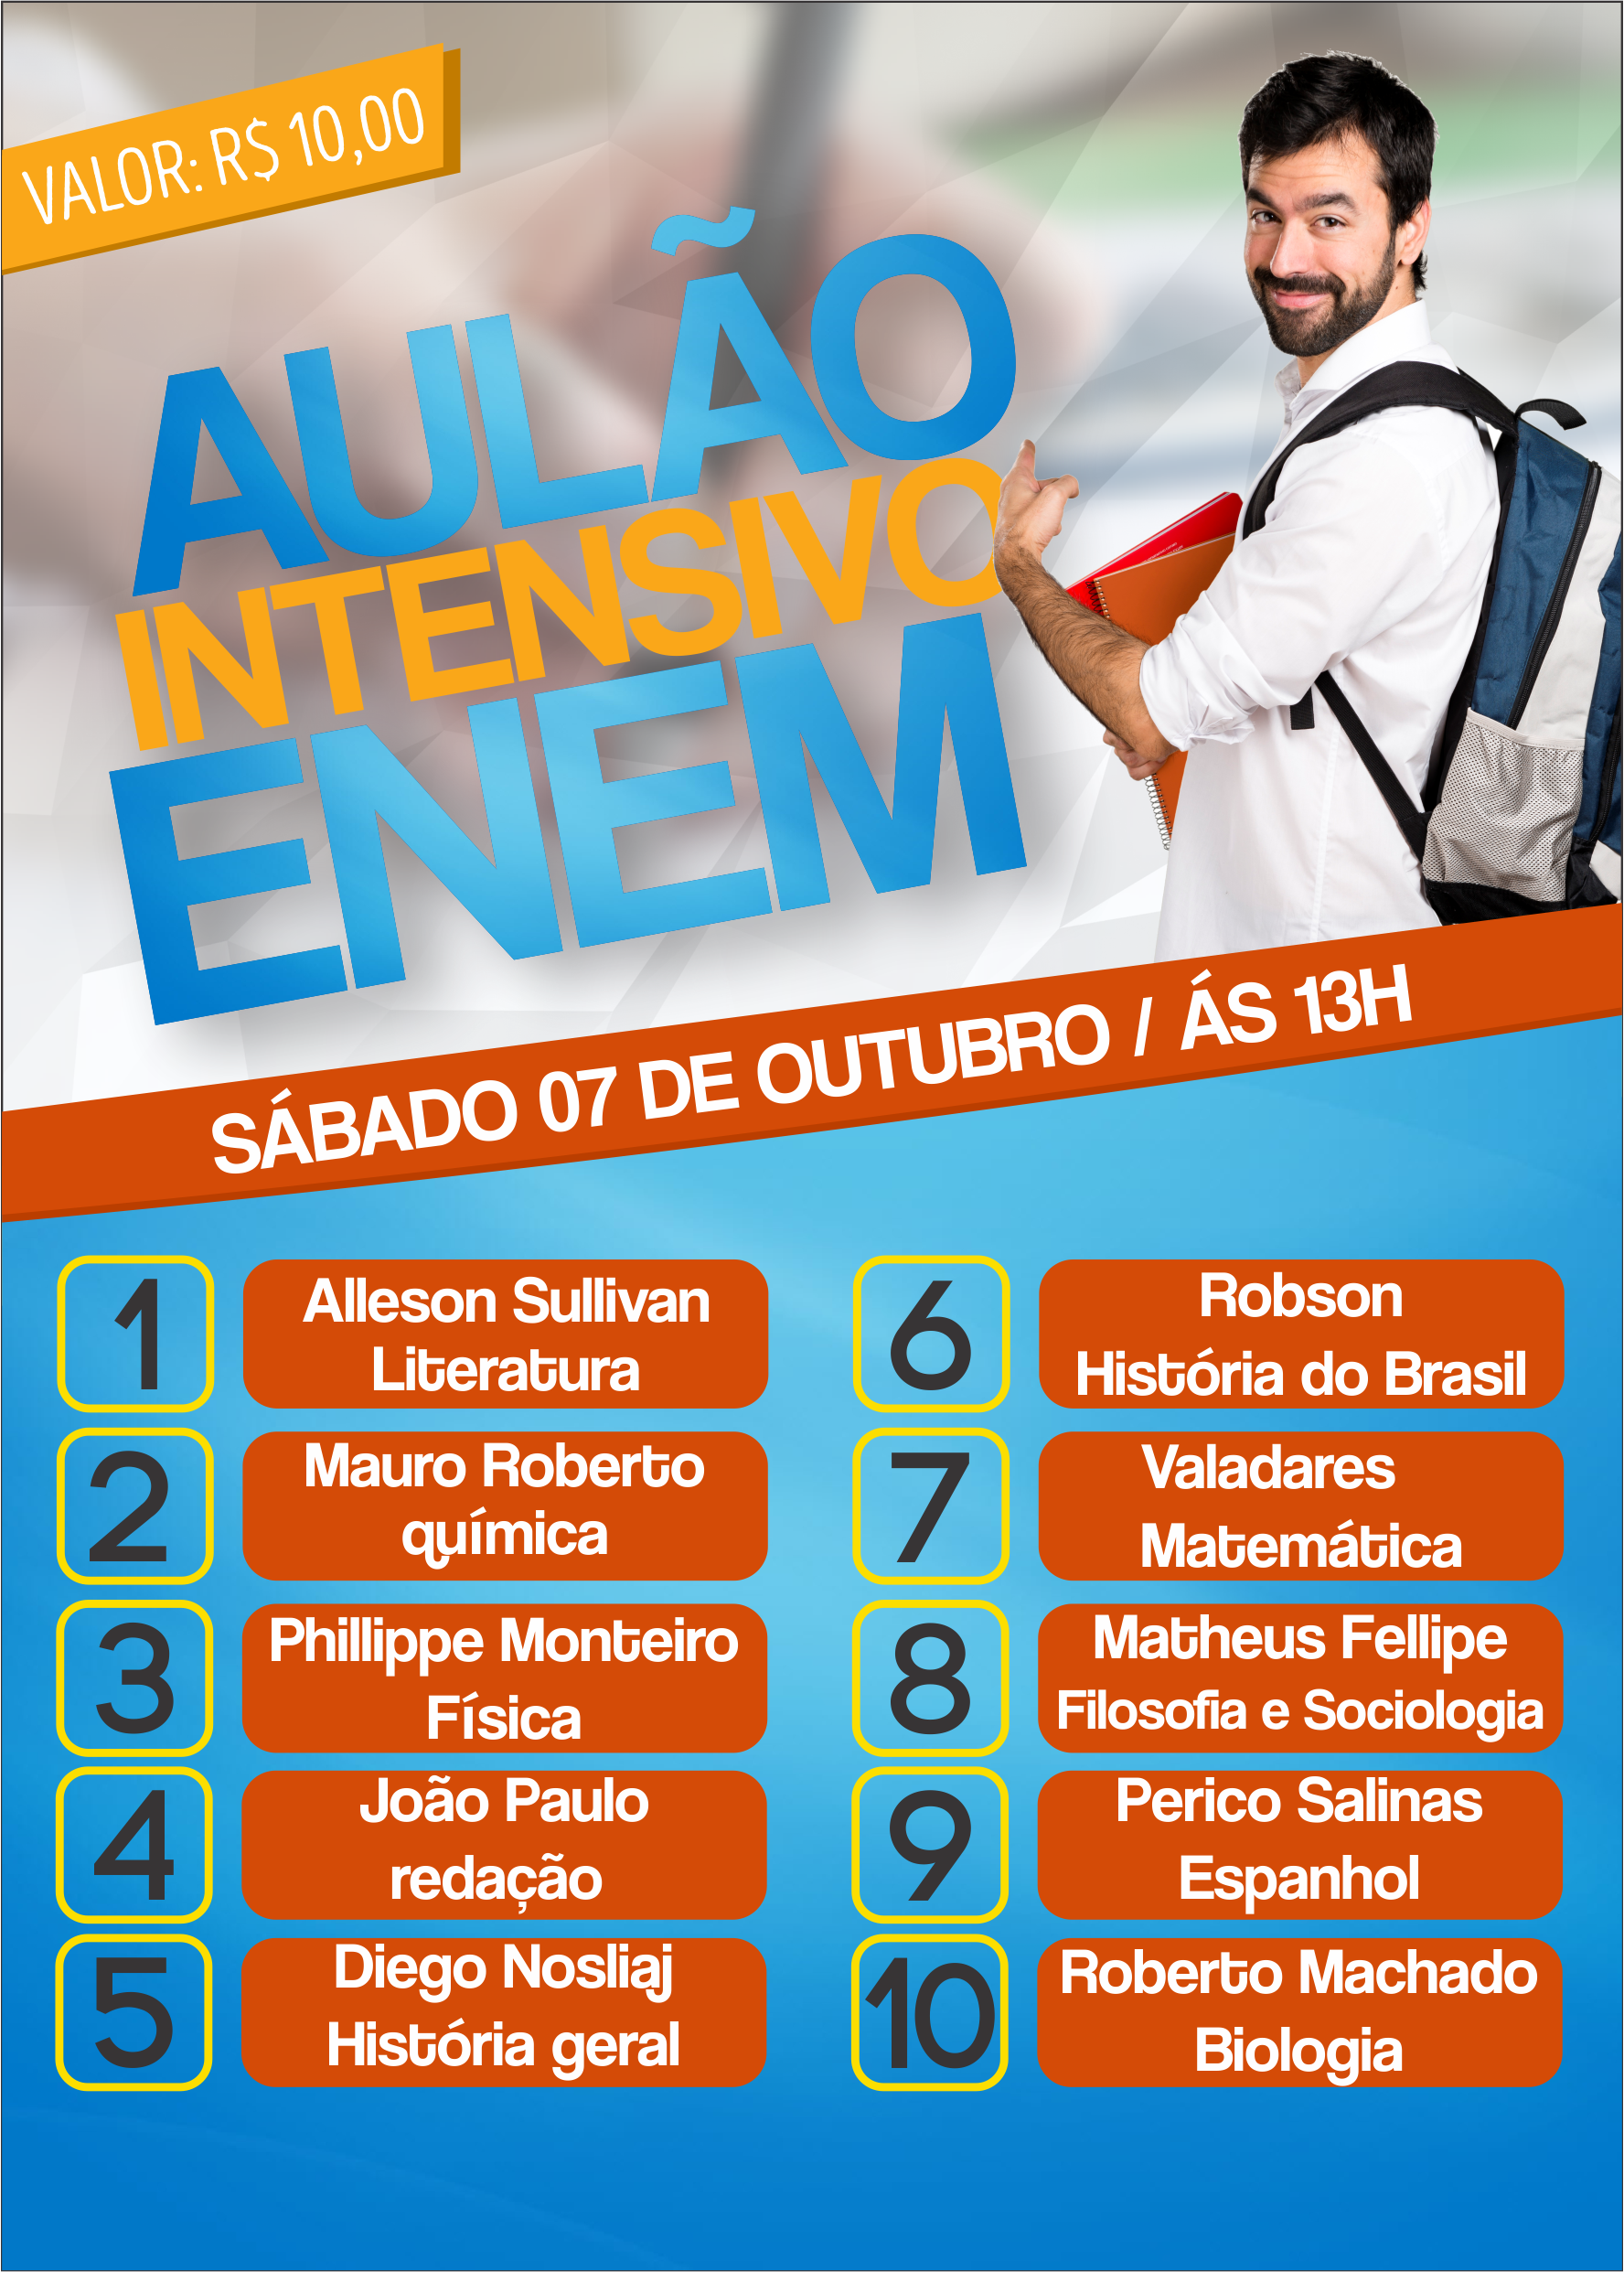 VALOR: R$ 10,00
AULÃO
INTENSIVO
ENEM
SÁBADO 07 DE OUTUBRO / ÁS 13H
1
Alleson Sullivan
Literatura
2
Mauro Roberto
química
3
Phillippe Monteiro
Física
4
João Paulo
redação
5
Diego Nosliaj
História geral
6
Robson
História do Brasil
7
Valadares
Matemática
8
Matheus Fellipe
Filosofia e Sociologia
9
Perico Salinas
Espanhol
10
Roberto Machado
Biologia